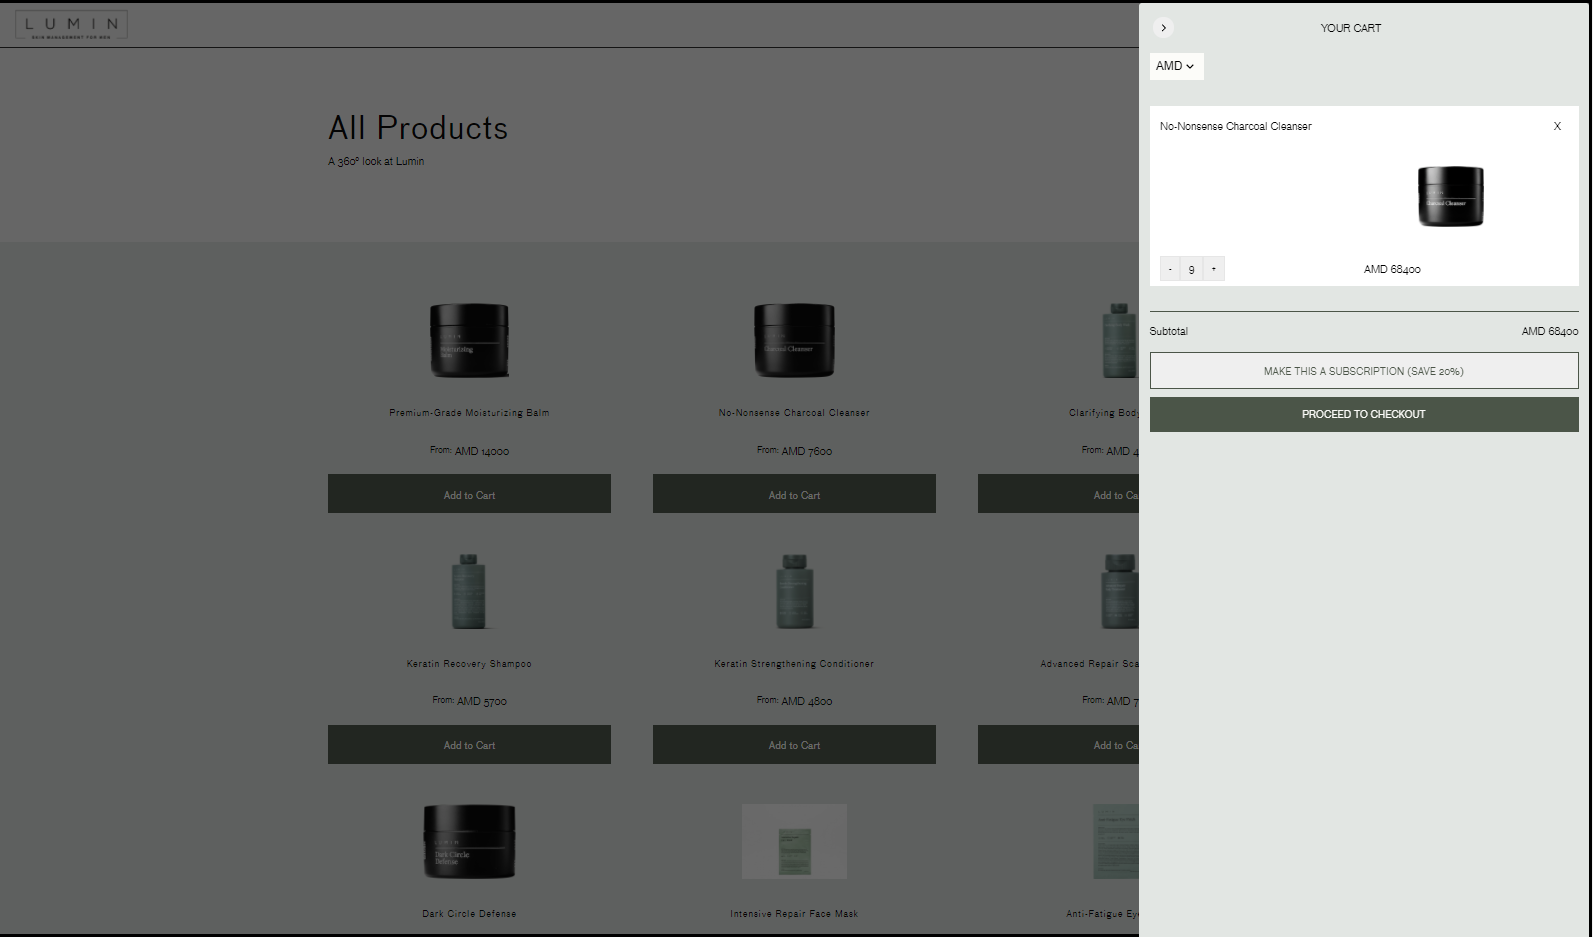 LUMIN
SKIN MANAGEMENT FOR MEN
All Products
A 360º look at Lumin
Moisturizing
Balm
Premium-Grade Moisturizing Balm
From: AMD 14000
Add to Cart
Charcoal Cleanser
No-Nonsense Charcoal Cleanser
From: AMD 7600
Add to Cart
Clarifying Body
From: AMD 4
Add to Ca
Keratin Recovery Shampoo
From: AMD 5700
Add to Cart
Keratin Strengthening Conditioner
From: AMD 4800
Add to Cart
Advanced Repair Sca
From: AMD 7
Add to Ca
LUMIN
Dark Circle
Defense
Dark Circle Defense
Intensive Repair Face Mask
Anti-Fatigue Eye
YOUR CART
AMD
No-Nonsense Charcoal Cleanser
X
Charcoal Cleanser
- 9 +
AMD 68400
Subtotal
AMD 68400
MAKE THIS A SUBSCRIPTION (SAVE 20%)
PROCEED TO CHECKOUT